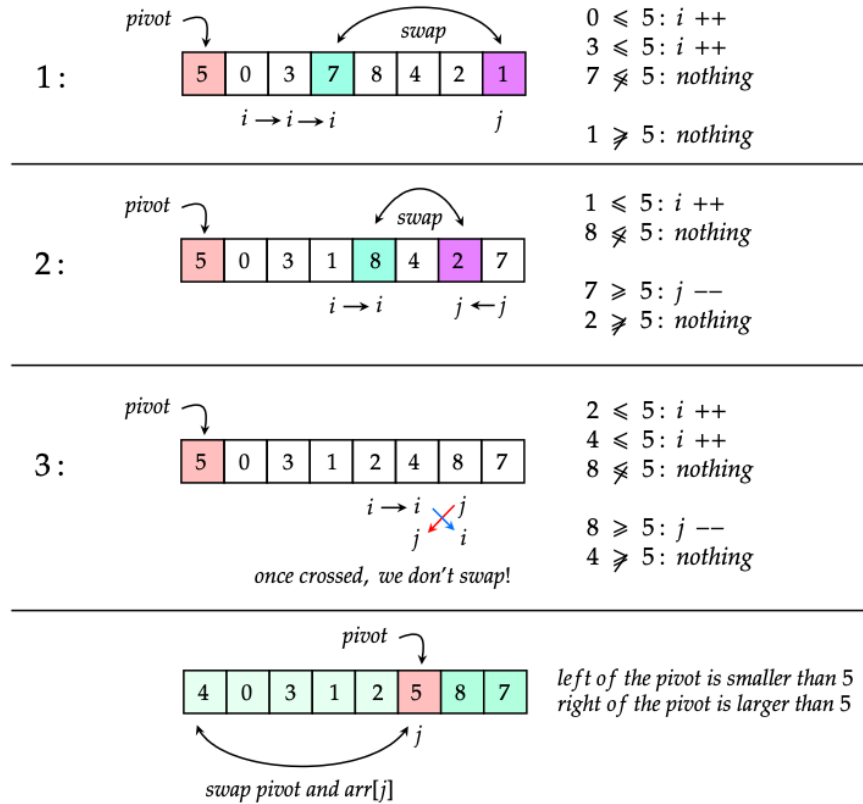 pivot
swap
0 ⩽ 5: i ++
3 ⩽ 5: i ++
1:
5 0 3 7 8 4 2 1
7 ⩽̸ 5: nothing
i → i → i
j
1 ⩾̸ 5: nothing
pivot
swap
1 ⩽ 5: i ++
8 ⩽̸ 5: nothing
2:
5 0 3 1 8 4 2 7
7 ⩾ 5: j −−
i → i
j ← j
2 ⩾̸ 5: nothing
pivot
2 ⩽ 5: i ++
4 ⩽ 5: i ++
3:
5 0 3 1 2 4 8 7
8 ⩽̸ 5: nothing
i → i j
8 ⩾ 5: j −−
j i
4 ⩾̸ 5: nothing
once crossed, we don't swap!
pivot
4 0 3 1 2 5 8 7
left of the pivot is smaller than 5
right of the pivot is larger than 5
j
swap pivot and arr[j]